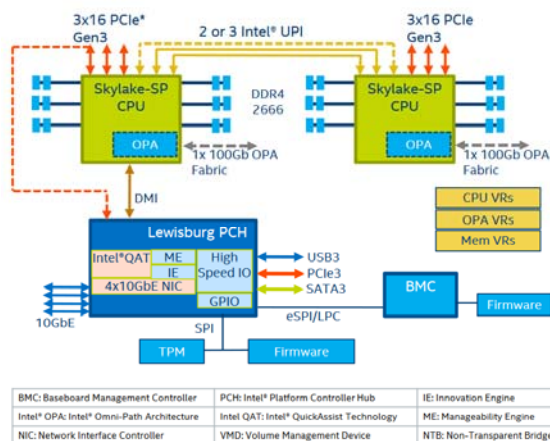 3x16 PCIe*
Gen3
2 or 3 Intel® UPI
3x16 PCIe
Gen3
Skylake-SP
CPU
DDR4
2666
Skylake-SP
CPU
OPA
1x 100Gb OPA
Fabric
OPA
1x 100Gb OPA
Fabric
DMI
CPU VRs
OPA VRs
Mem VRs
Lewisburg PCH
Intel®QAT
ME
IE
High
Speed IO
4x10GbE NIC
GPIO
USB3
PCIe3
SATA3
BMC
Firmware
10GbE
eSPI/LPC
SPI
TPM
Firmware
BMC: Baseboard Management Controller
PCH: Intel® Platform Controller Hub
IE: Innovation Engine
Intel® OPA: Intel® Omni-Path Architecture
Intel QAT: Intel® QuickAssist Technology
ME: Manageability Engine
NIC: Network Interface Controller
VMD: Volume Management Device
NTB: Non-Transparent Bridge